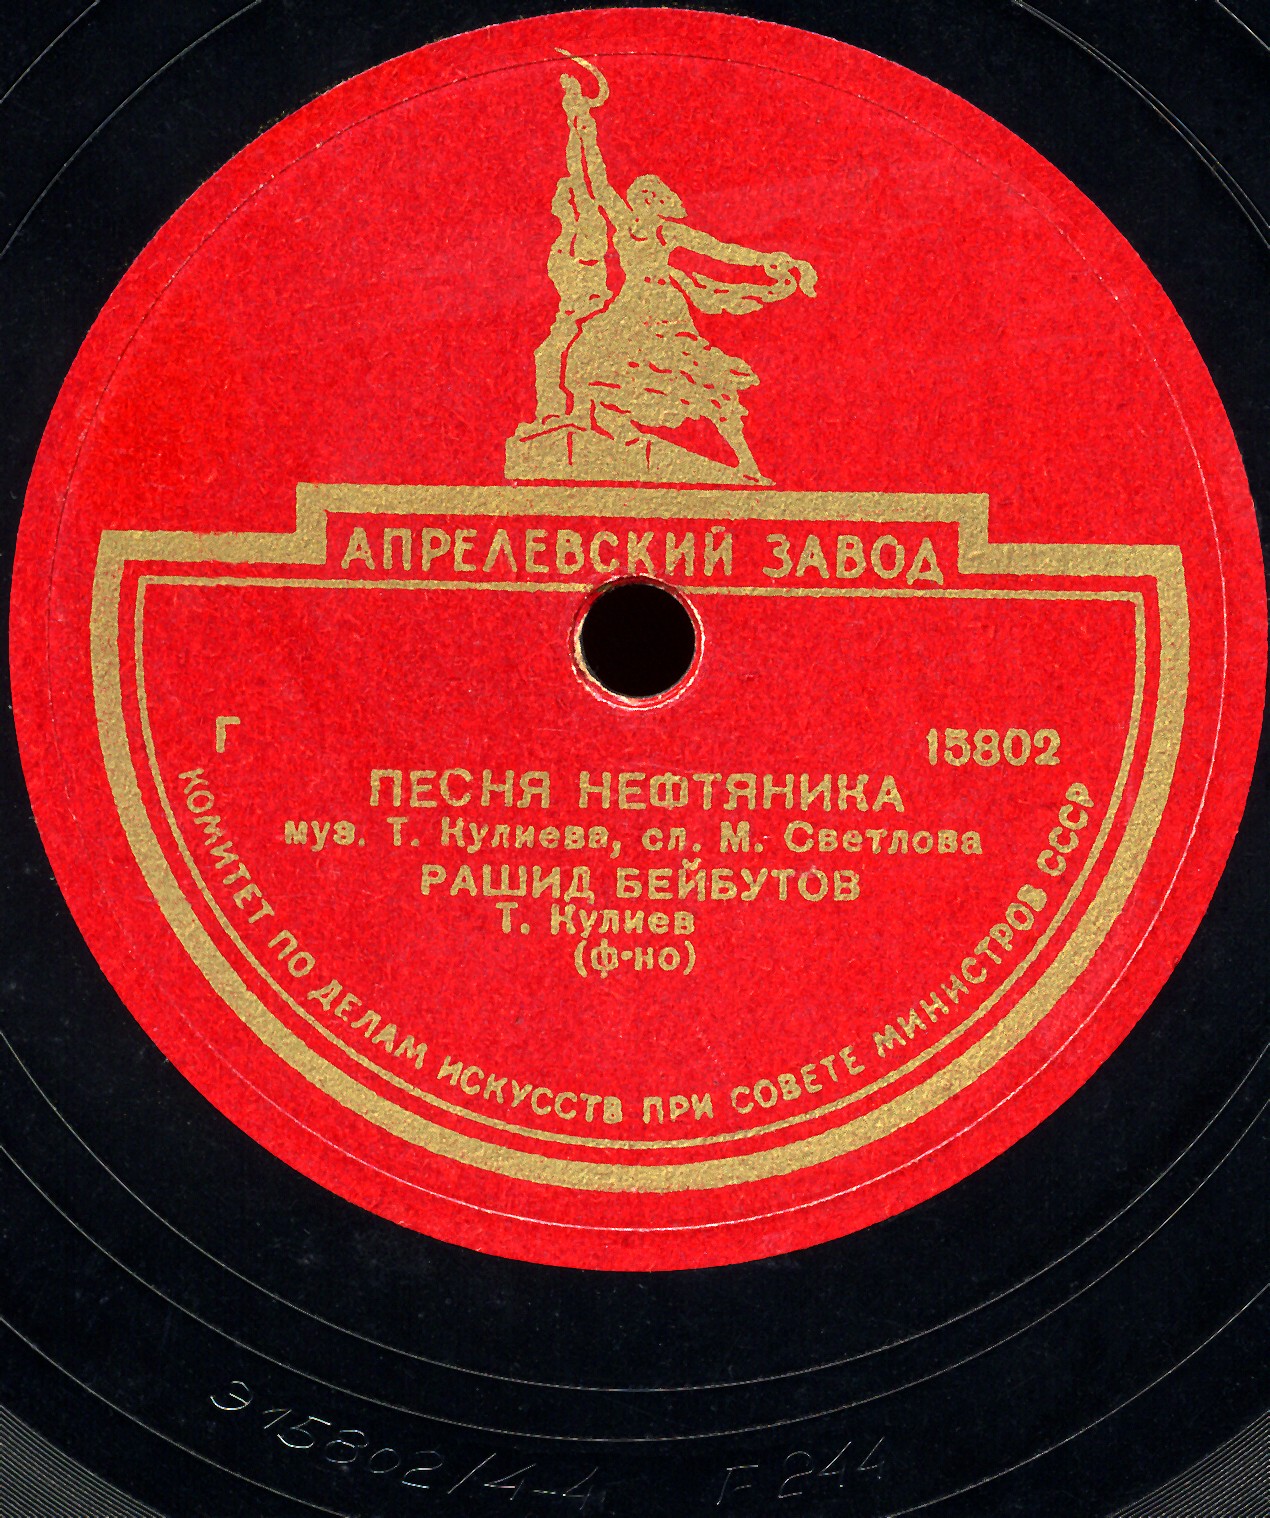 АПРЕЛЕВСКИЙ ЗАВОД
Г 15802
ПЕСНЯ НЕФТЯНИКА
муз. Т. Кулиева, сл. М. Светлова
РАШИД БЕЙБУТОВ
Т. Кулиев
(ф-но)
КОМИТЕТ ПО ДЕЛАМ ИСКУССТВ ПРИ СОВЕТЕ МИНИСТРОВ СССР
Э15802/4-4 F 244